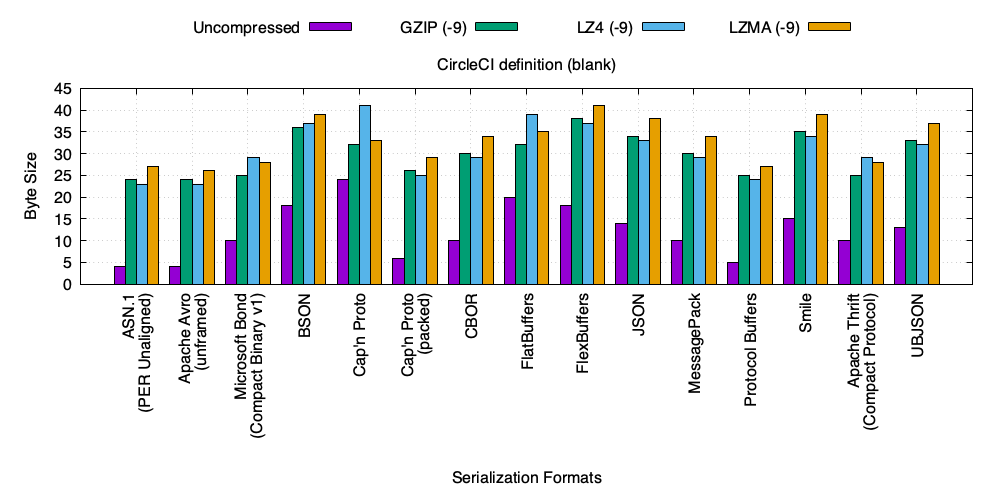 Uncompressed GZIP (-9) LZ4 (-9) LZMA (-9)
CircleCI definition (blank)
45
40
35
30
25
20
15
10
5
0
Byte Size
ASN.1
(PER Unaligned)
Apache Avro
(unframed)
Microsoft Bond
(Compact Binary v1)
BSON
Cap'n Proto
Cap'n Proto
(packed)
CBOR
FlatBuffers
FlexBuffers
JSON
MessagePack
Protocol Buffers
Smile
Apache Thrift
(Compact Protocol)
UBJSON
Serialization Formats